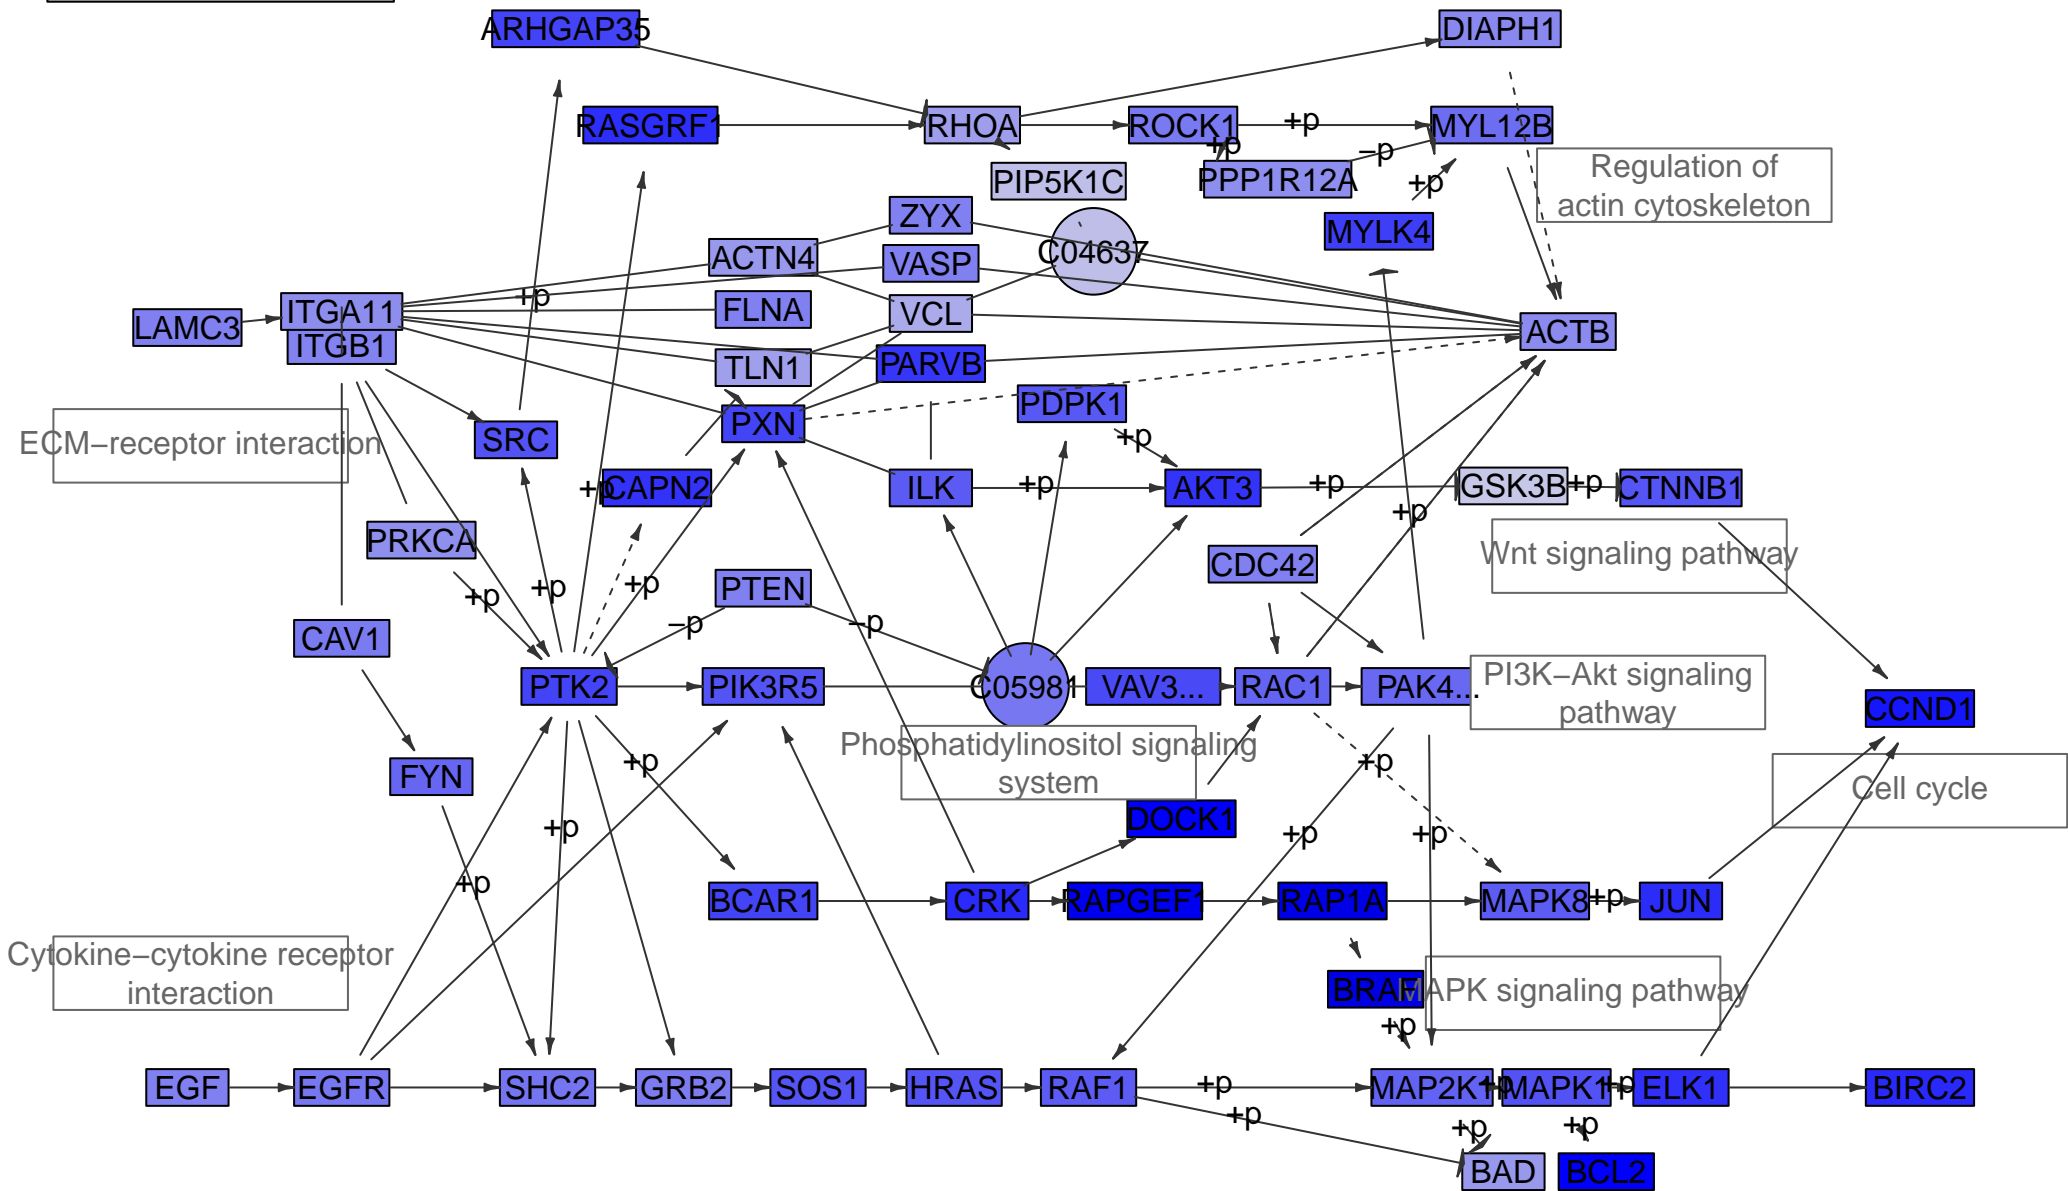 ARHGAP35
DIAPH1
RASGRF1
RHOA
ROCK1
+p
MYL12B
+p
−p
PIP5K1C
PPP1R12A
+p
Regulation of
actin cytoskeleton
ZYX
MYLK4
ACTN4
VASP
C04637
+p
ITGA11
FLNA
VCL
LAMC3
ACTB
ITGB1
TLN1
PARVB
PDPK1
PXN
+p
ECM−receptor interaction
SRC
+p
CAPN2
ILK
+p
AKT3
+p
GSK3B
+p
CTNNB1
+p
PRKCA
Wnt signaling pathway
CDC42
+p
+p
+p
PTEN
−p
−p
CAV1
PTK2
PIK3R5
C05981
VAV3...
RAC1
PAK4...
PI3K−Akt signaling
pathway
CCND1
Phosphatidylinositol signaling
system
+p
+p
FYN
Cell cycle
+p
DOCK1
+p
+p
+p
BCAR1
CRK
RAPGEF1
RAP1A
MAPK8
+p
JUN
Cytokine−cytokine receptor
interaction
BRAF
MAPK signaling pathway
+p
EGF
EGFR
SHC2
GRB2
SOS1
HRAS
RAF1
+p
MAP2K1
+p
MAPK1
+p
ELK1
BIRC2
+p
+p
+p
BAD
BCL2